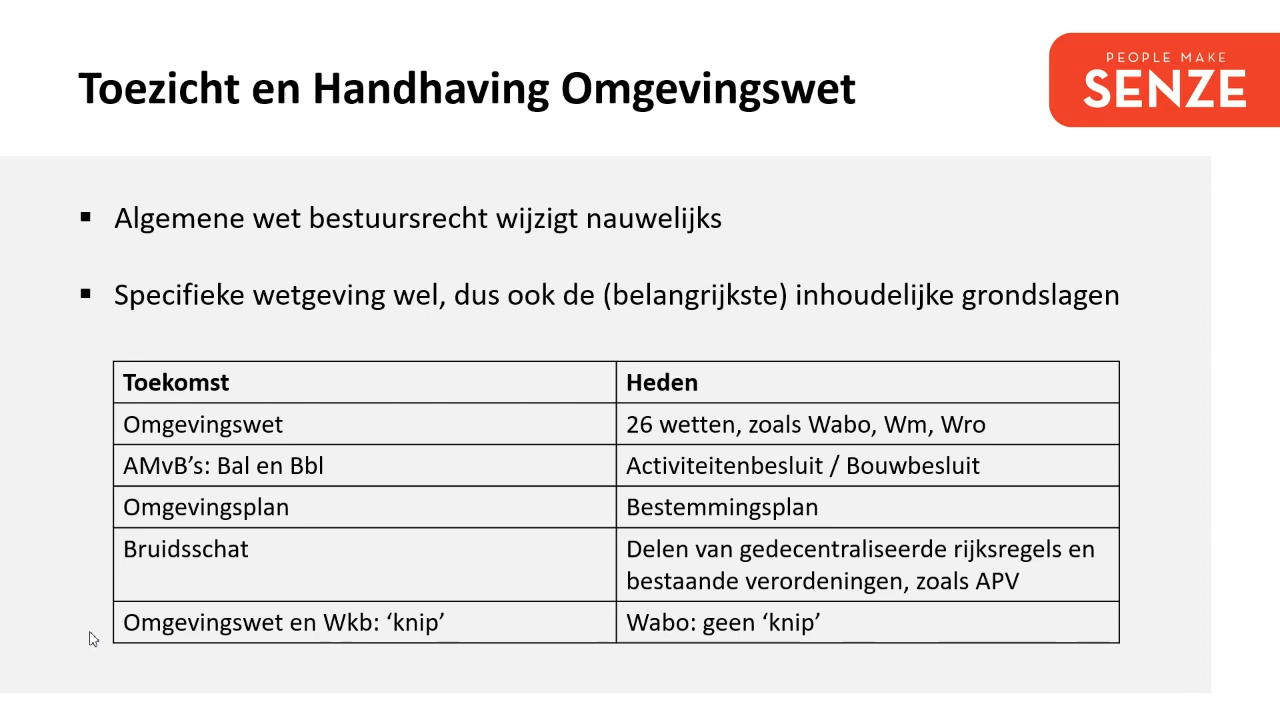 PEOPLE MAKE
SENZE
Toezicht en Handhaving Omgevingswet
▪ Algemene wet bestuursrecht wijzigt nauwelijks
▪ Specifieke wetgeving wel, dus ook de (belangrijkste) inhoudelijke grondslagen
Toekomst Heden
Omgevingswet 26 wetten, zoals Wabo, Wm, Wro
AMvB’s: Bal en Bbl Activiteitenbesluit / Bouwbesluit
Omgevingsplan Bestemmingsplan
Bruidsschat Delen van gedecentraliseerde rijksregels en
bestaande verordeningen, zoals APV
Omgevingswet en Wkb: ‘knip’ Wabo: geen ‘knip’